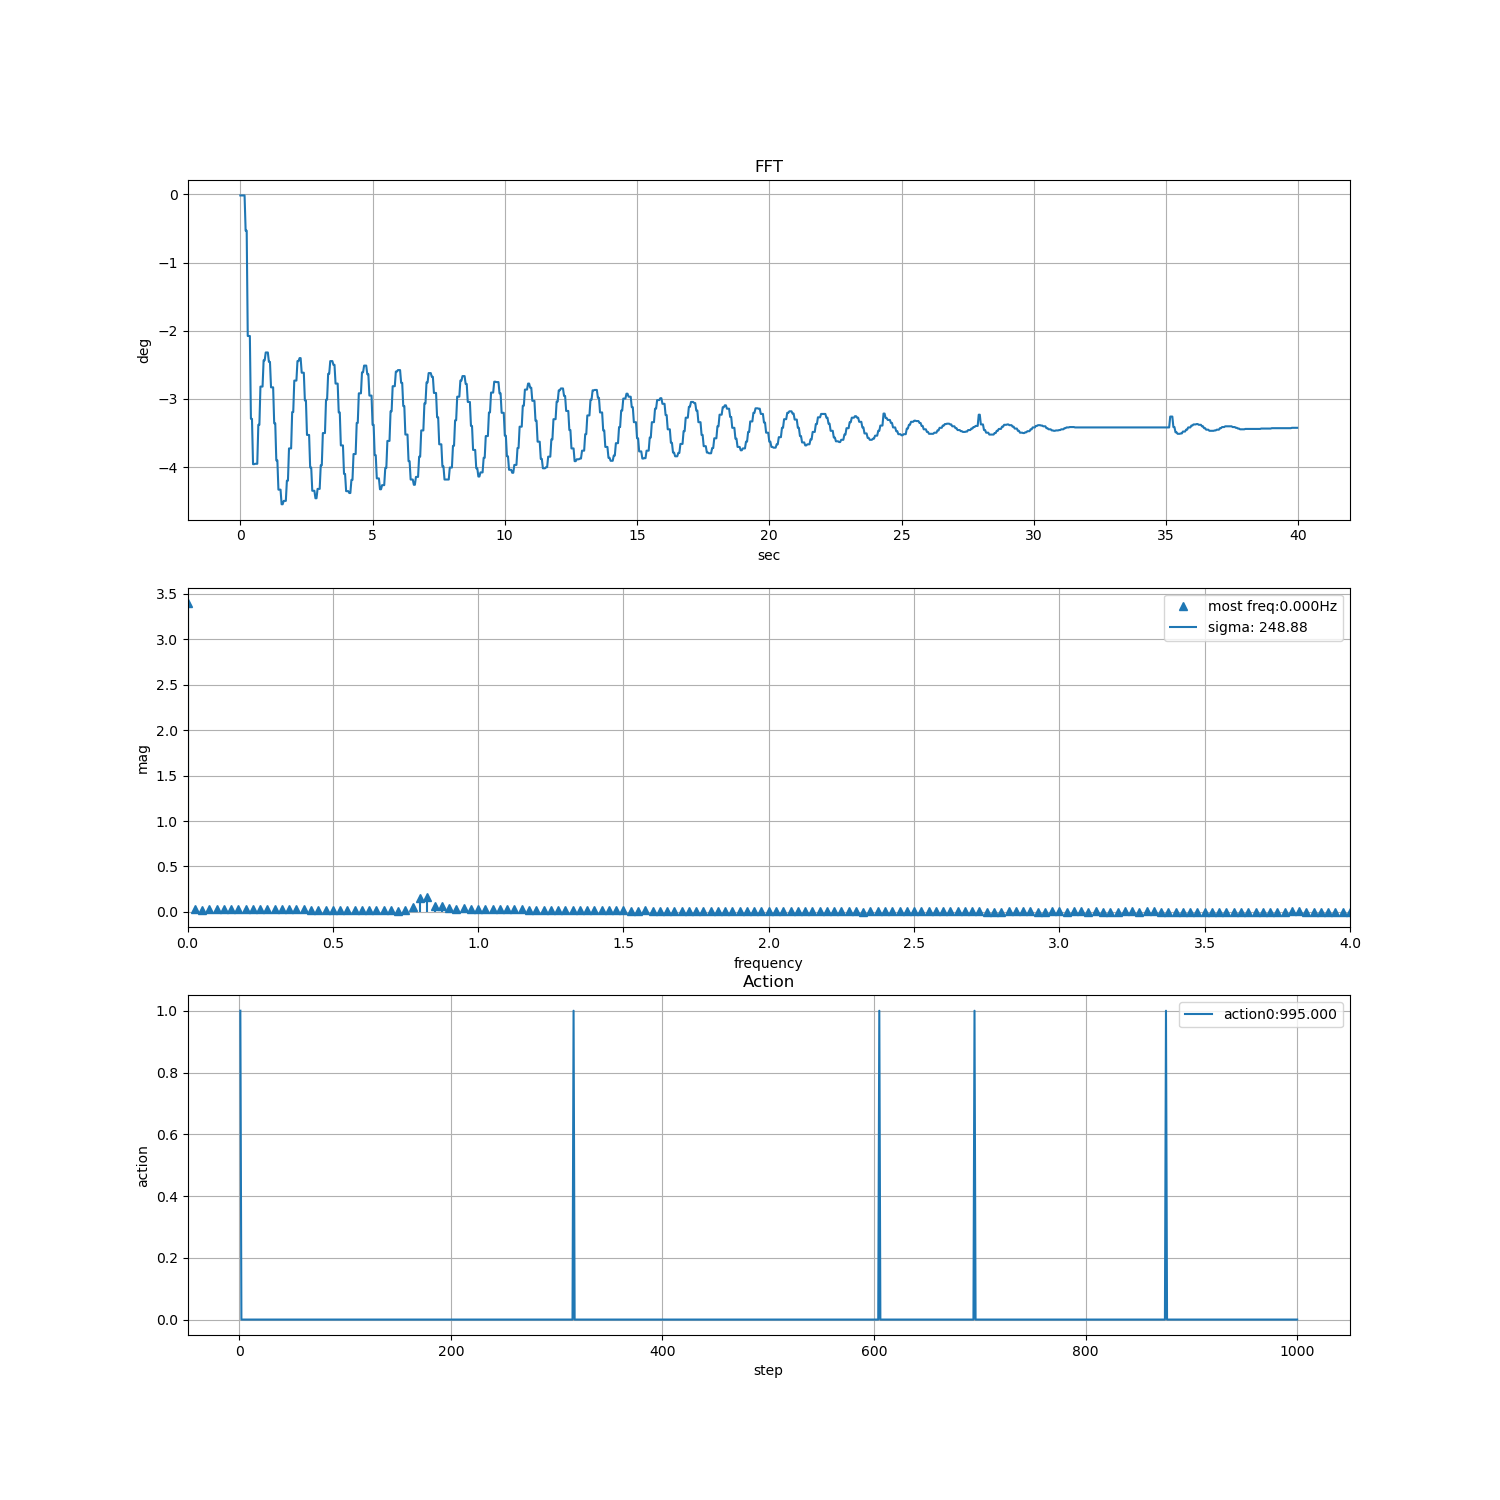 FFT
0
−1
−2
−3
−4
deg
0 5 10 15 20 25 30 35 40
sec
3.5
3.0
2.5
2.0
1.5
1.0
0.5
0.0
mag
most freq:0.000Hz
sigma: 248.88
0.0 0.5 1.0 1.5 2.0 2.5 3.0 3.5 4.0
frequency
Action
1.0
0.8
0.6
0.4
0.2
0.0
action
action0:995.000
0 200 400 600 800 1000
step